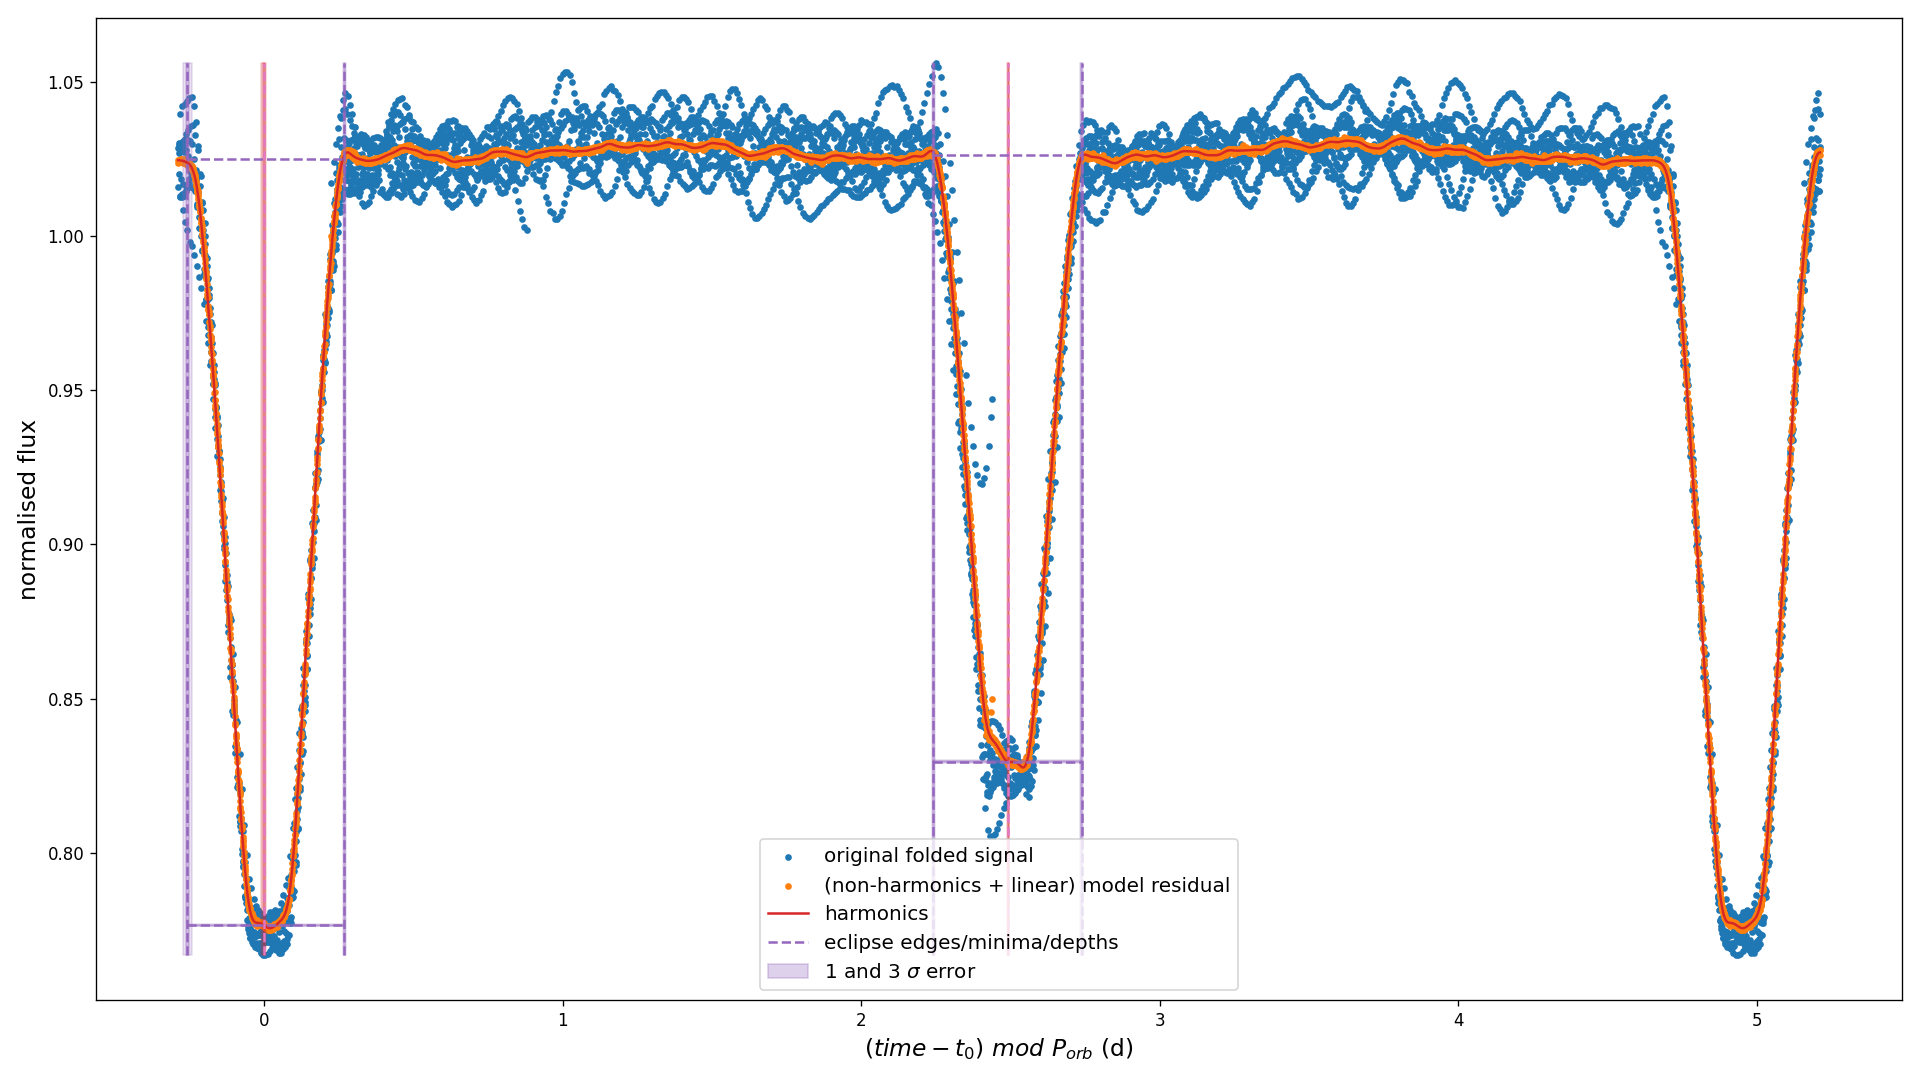 1.05
1.00
0.95
0.90
0.85
0.80
normalised flux
original folded signal
(non-harmonics + linear) model residual
harmonics
eclipse edges/minima/depths
1 and 3 σ error
0 1 2 3 4 5
(time − t₀) mod Pₒᵣb (d)